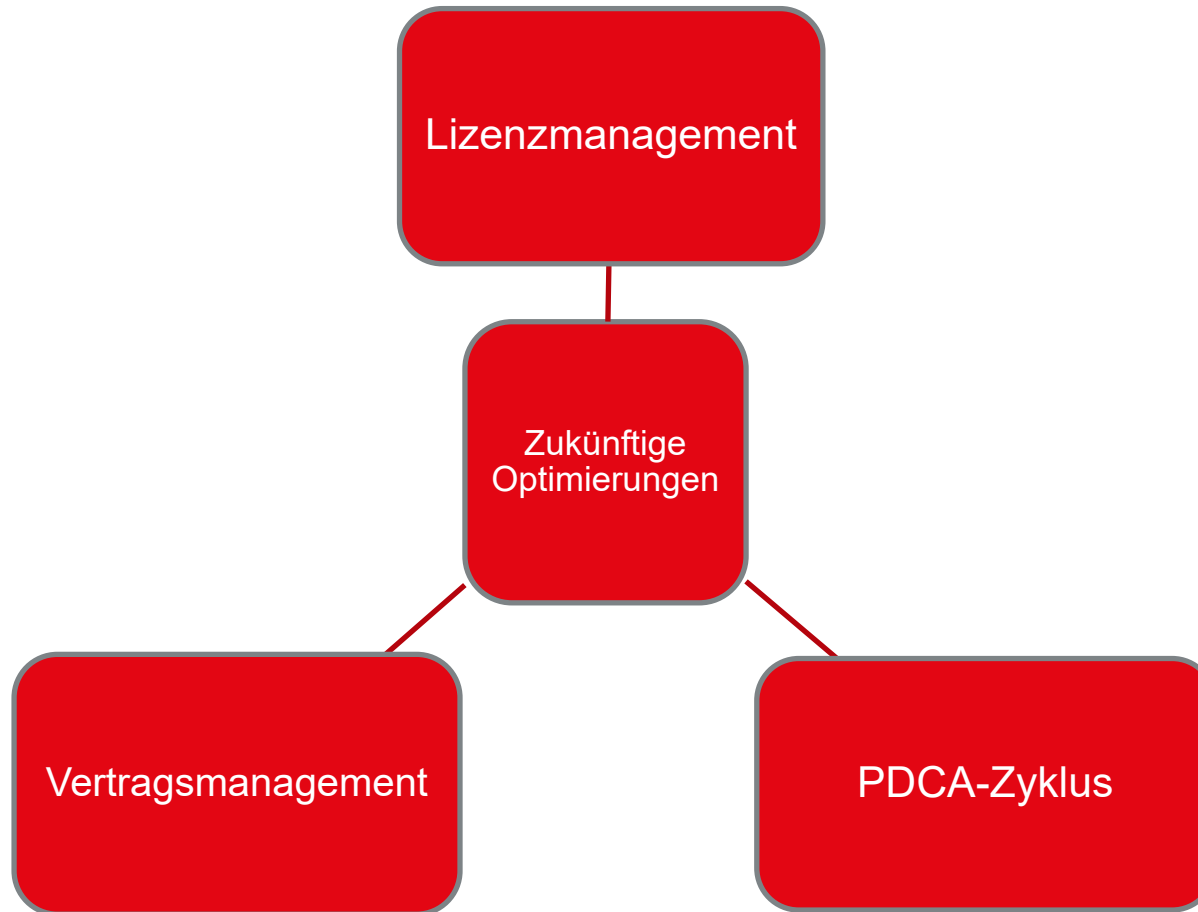 Lizenzmanagement
Zukünftige
Optimierungen
Vertragsmanagement
PDCA-Zyklus